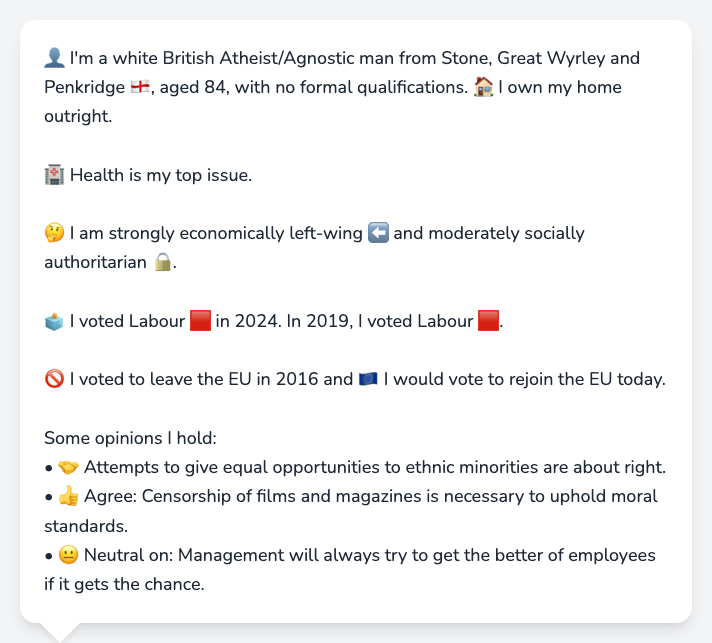 👤 I'm a white British Atheist/Agnostic man from Stone, Great Wyrley and
Penkridge 🏴󠁧󠁢󠁥󠁮󠁧󠁿, aged 84, with no formal qualifications. 🏠 I own my home
outright.
🏥 Health is my top issue.
🤔 I am strongly economically left-wing ⬅️ and moderately socially
authoritarian 🔒.
🗳️ I voted Labour 🟥 in 2024. In 2019, I voted Labour 🟥.
🚫 I voted to leave the EU in 2016 and 🇪🇺 I would vote to rejoin the EU today.
Some opinions I hold:
• 🤝 Attempts to give equal opportunities to ethnic minorities are about right.
• 👍 Agree: Censorship of films and magazines is necessary to uphold moral
standards.
• 😐 Neutral on: Management will always try to get the better of employees
if it gets the chance.